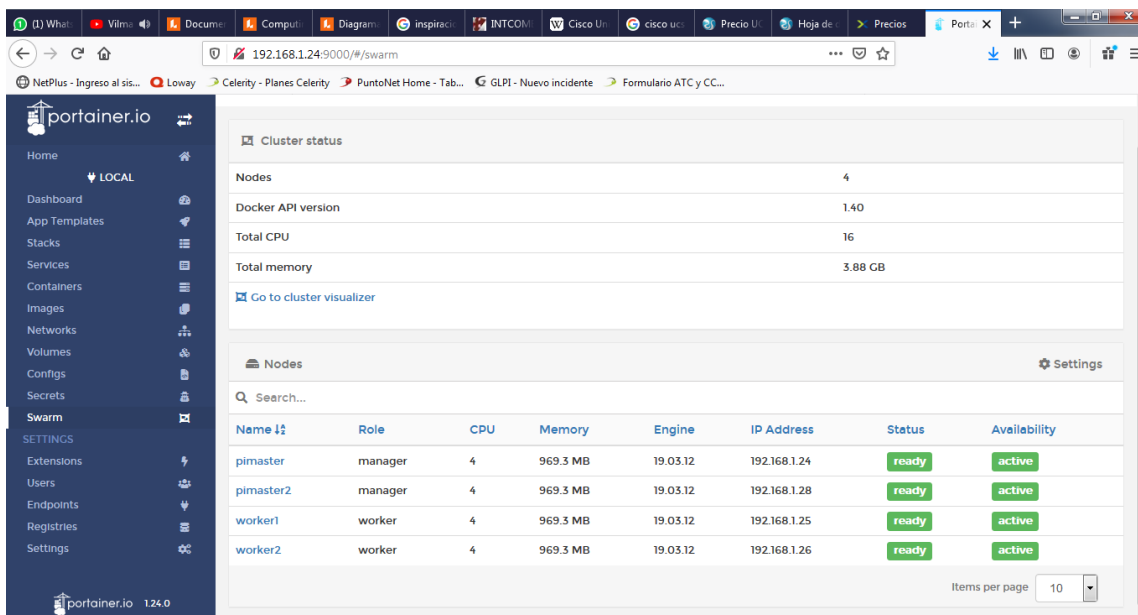 (1) Whats Vilma Docume Computi Diagram inspiracio INTCOM Cisco Un cisco ucs Precio UC Hoja de c Precios Portai
192.168.1.24:9000/#/swarm
NetPlus - Ingreso al sis... Loway Celerity - Planes Celerity PuntoNet Home - Tab... GLPI - Nuevo incidente Formulario ATC y CC...
portainer.io
Home
LOCAL
Dashboard
App Templates
Stacks
Services
Containers
Images
Networks
Volumes
Configs
Secrets
Swarm
SETTINGS
Extensions
Users
Endpoints
Registries
Settings
portainer.io 1.24.0
Cluster status
Nodes 4
Docker API version 1.40
Total CPU 16
Total memory 3.88 GB
Go to cluster visualizer
Nodes Settings
Search...
Name Role CPU Memory Engine IP Address Status Availability
pimaster manager 4 969.3 MB 19.03.12 192.168.1.24 ready active
pimaster2 manager 4 969.3 MB 19.03.12 192.168.1.28 ready active
worker1 worker 4 969.3 MB 19.03.12 192.168.1.25 ready active
worker2 worker 4 969.3 MB 19.03.12 192.168.1.26 ready active
Items per page 10